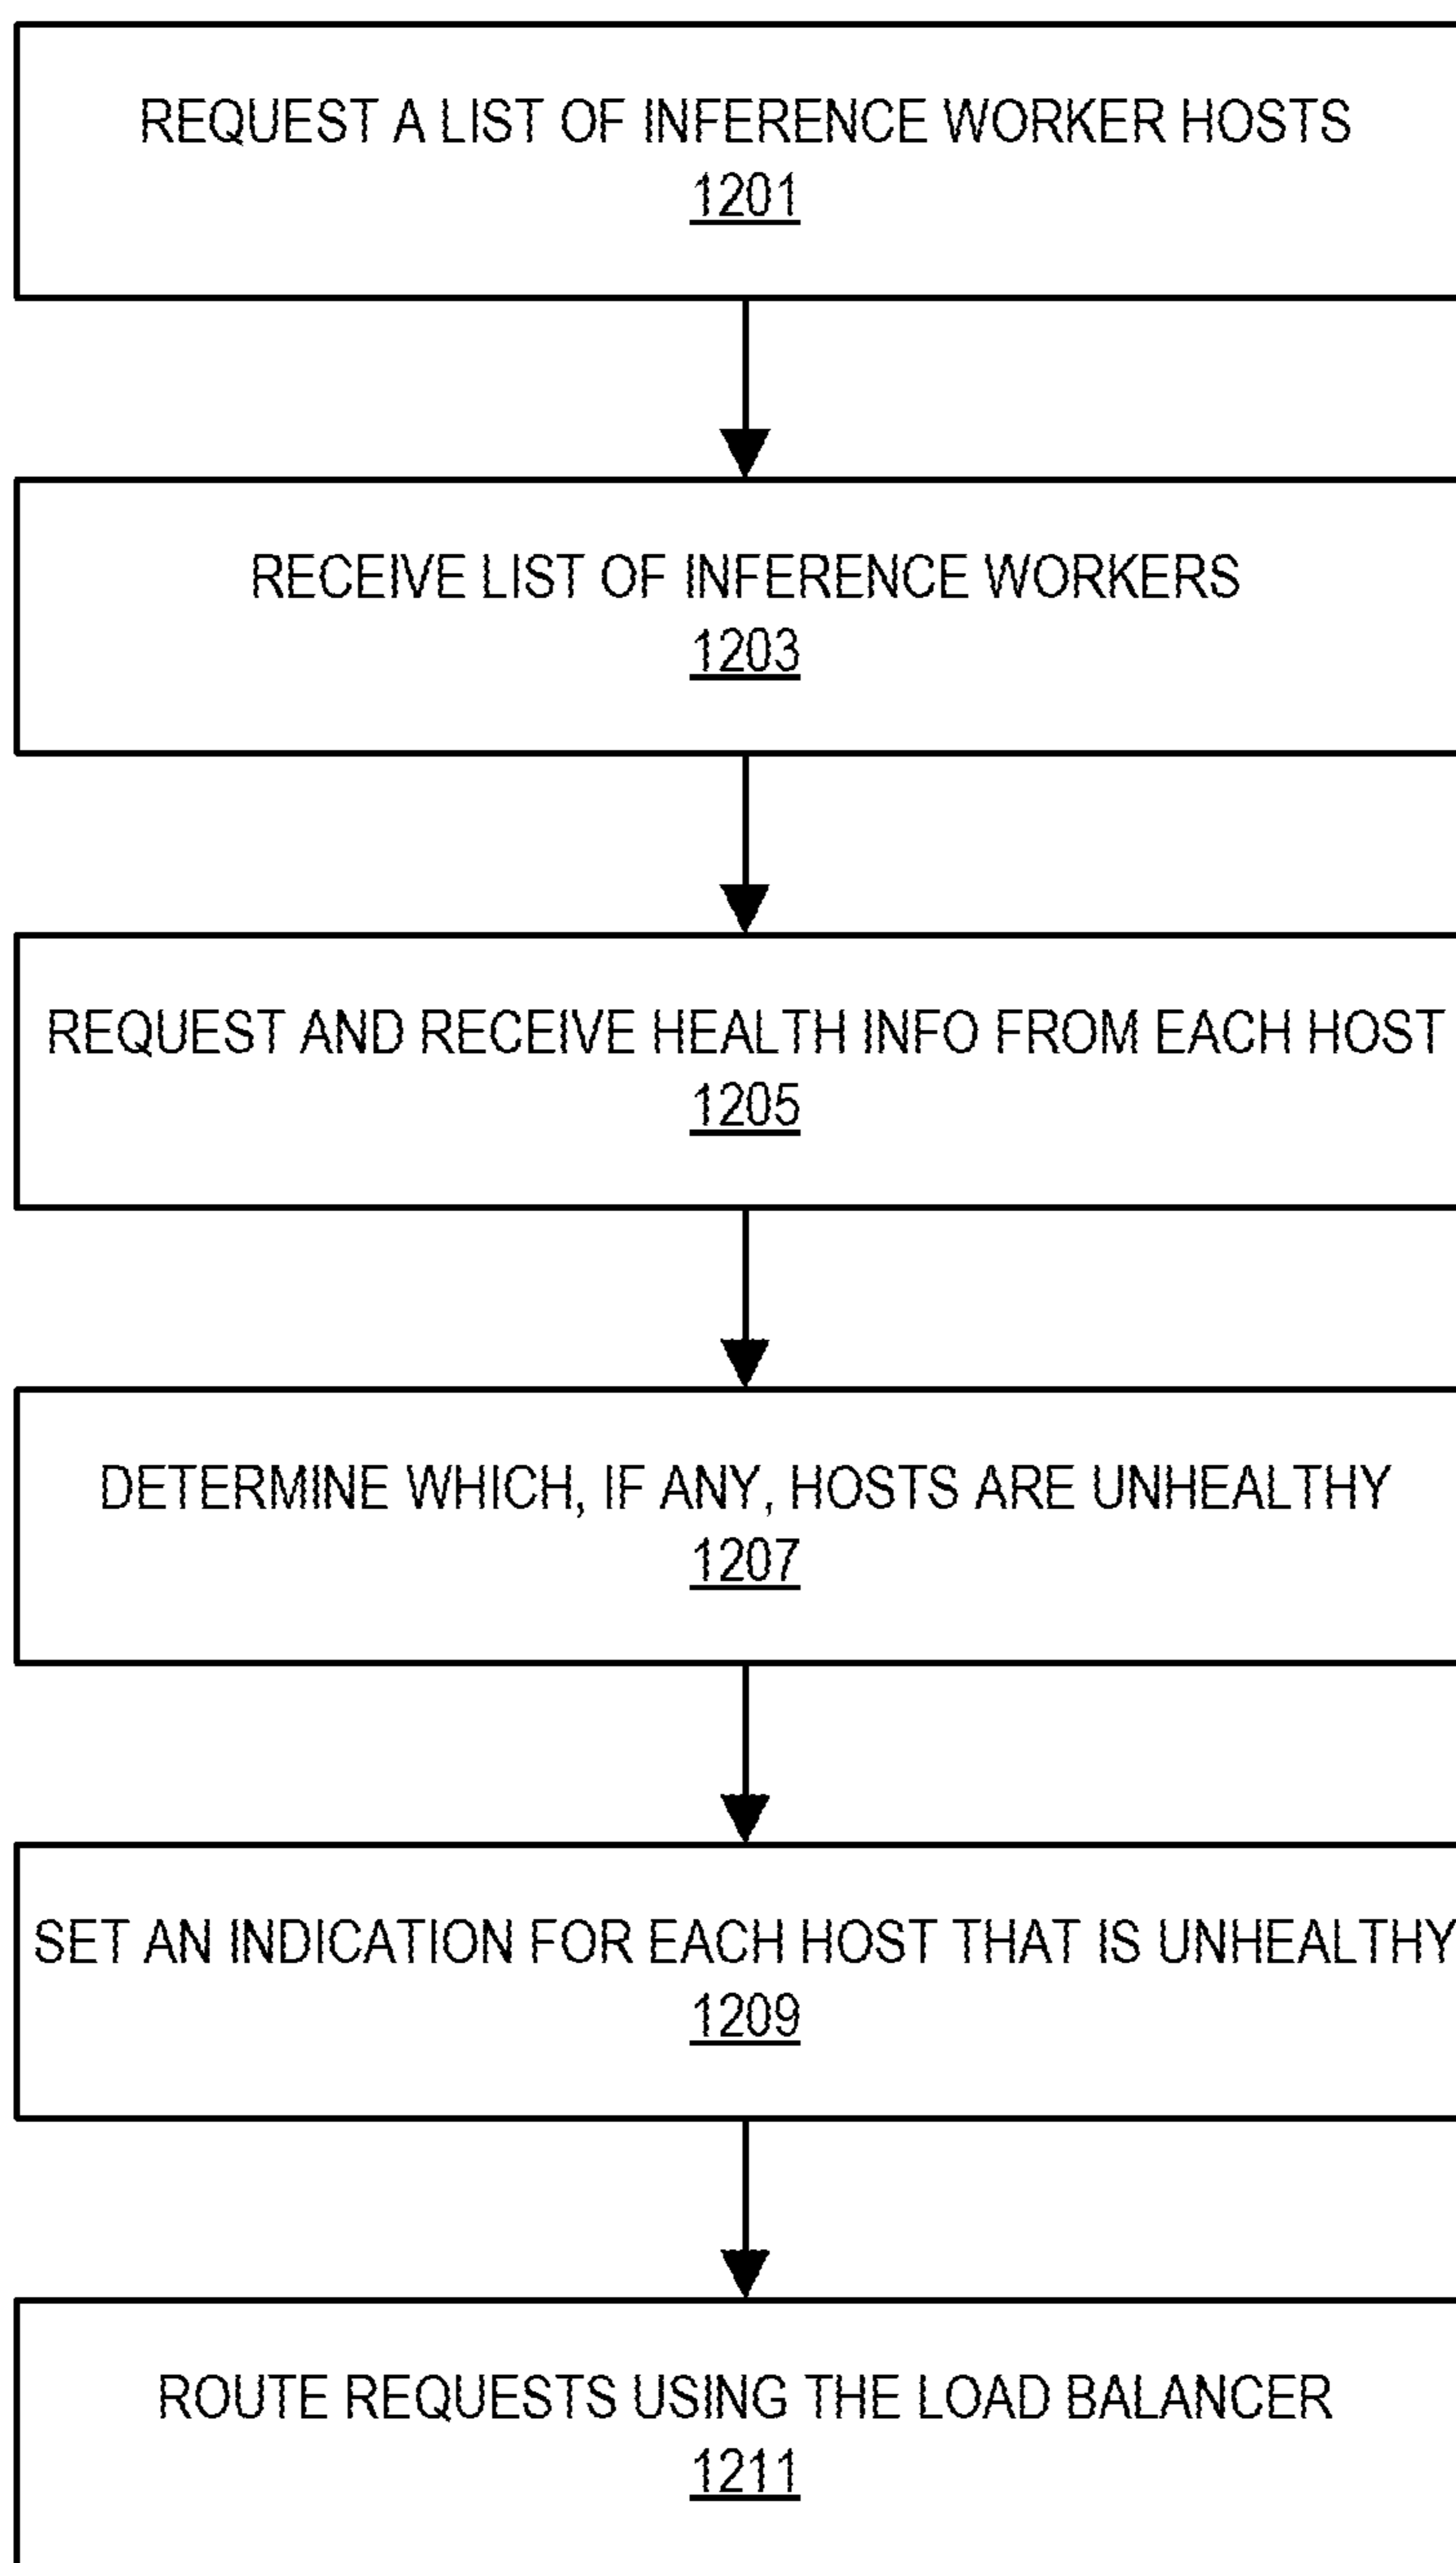 REQUEST A LIST OF INFERENCE WORKER HOSTS
1201
RECEIVE LIST OF INFERENCE WORKERS
1203
REQUEST AND RECEIVE HEALTH INFO FROM EACH HOST
1205
DETERMINE WHICH, IF ANY, HOSTS ARE UNHEALTHY
1207
SET AN INDICATION FOR EACH HOST THAT IS UNHEALTHY
1209
ROUTE REQUESTS USING THE LOAD BALANCER
1211